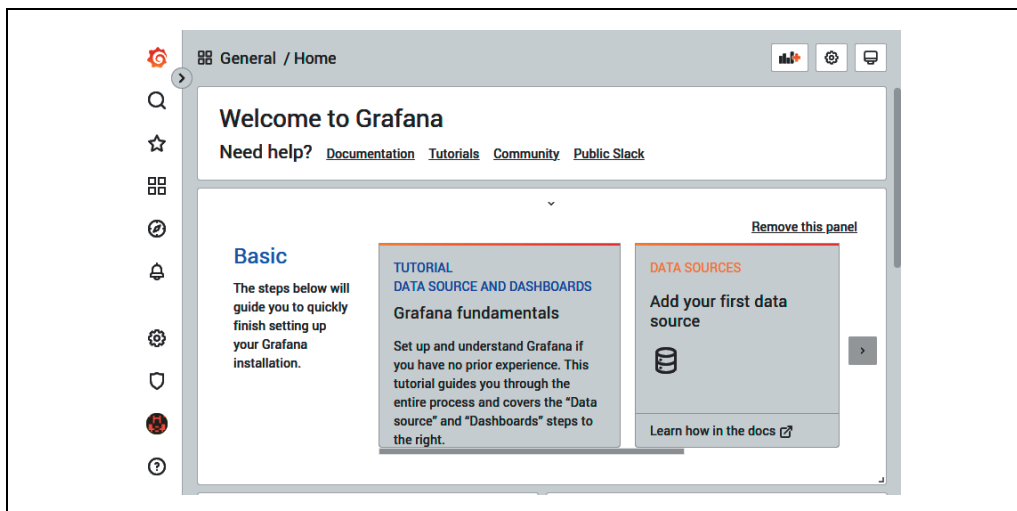 General / Home
Welcome to Grafana
Need help? Documentation Tutorials Community Public Slack
Remove this panel
Basic
The steps below will
guide you to quickly
finish setting up
your Grafana
installation.
TUTORIAL
DATA SOURCE AND DASHBOARDS
Grafana fundamentals
Set up and understand Grafana if
you have no prior experience. This
tutorial guides you through the
entire process and covers the “Data
source” and “Dashboards” steps to
the right.
DATA SOURCES
Add your first data
source
Learn how in the docs